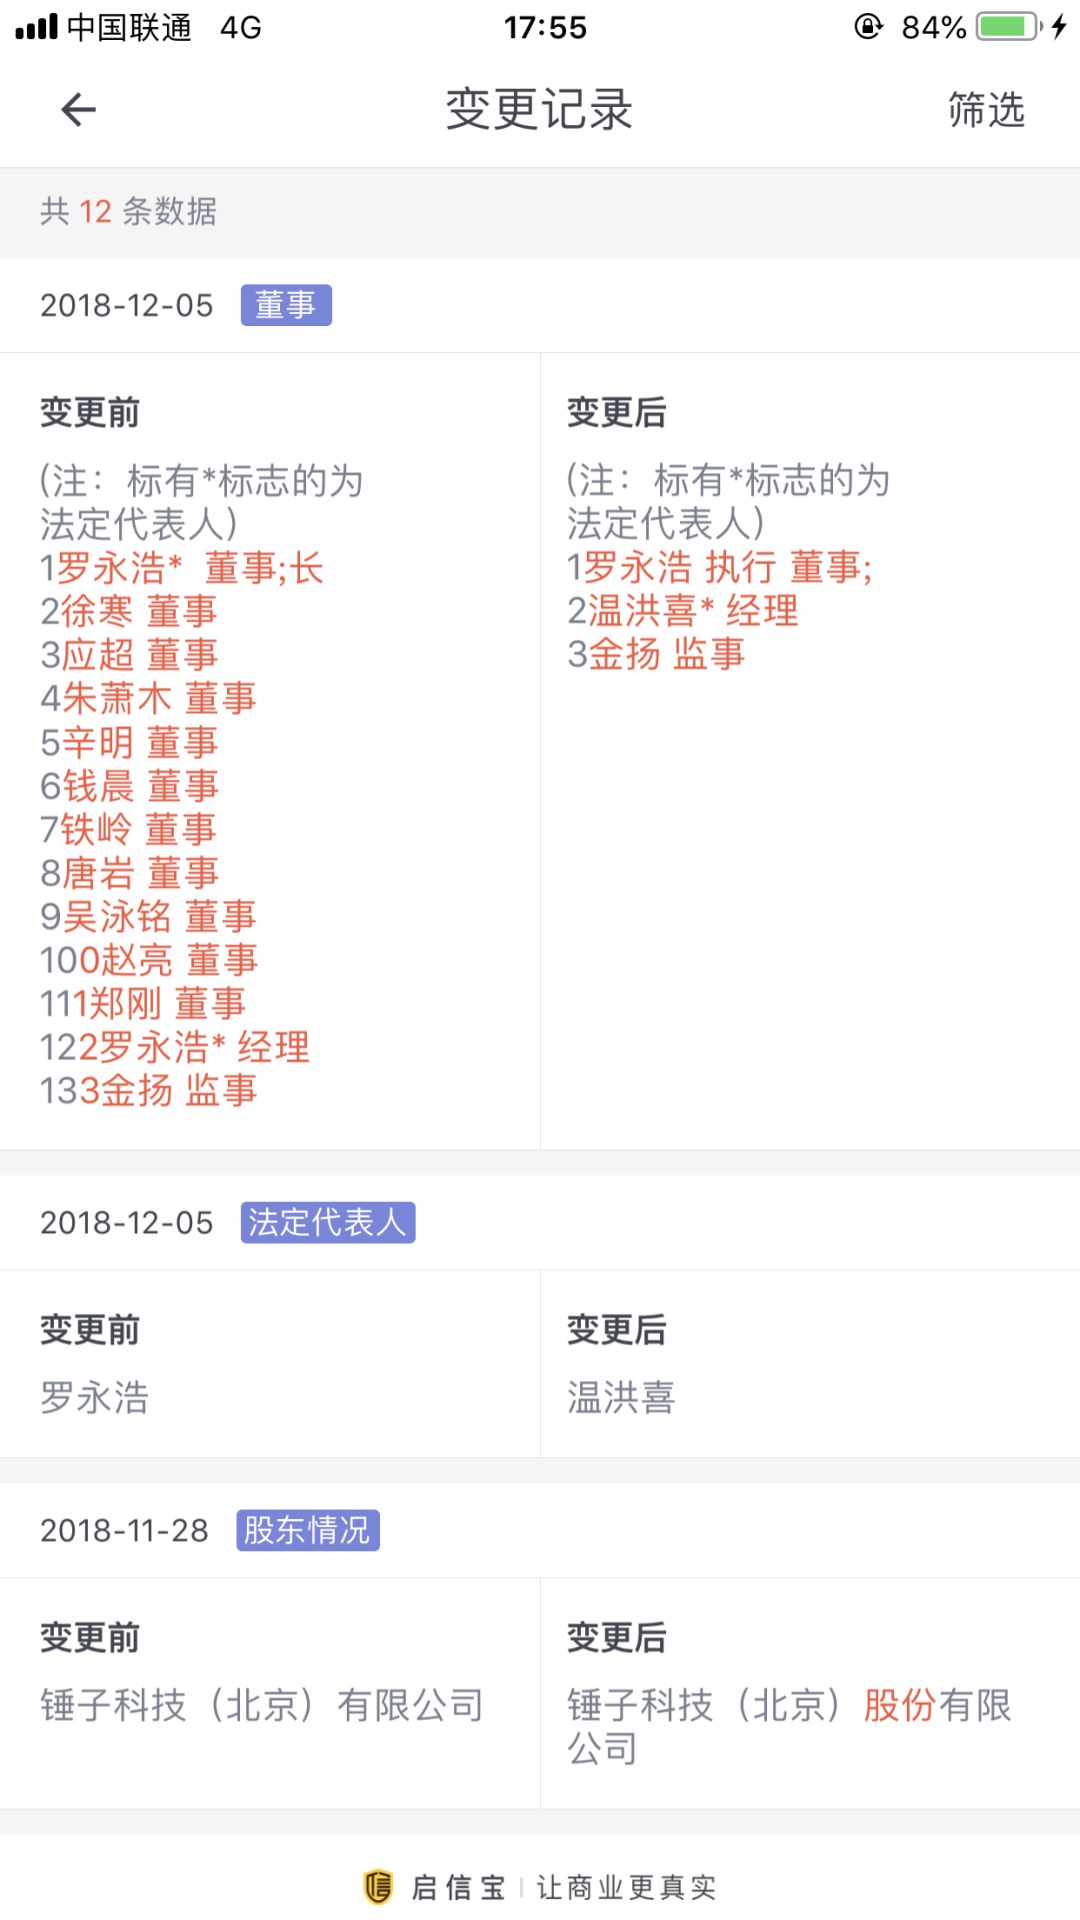 中国联通 4G 17:55 84%
变更记录 筛选
共 12 条数据
2018-12-05 董事
变更前
(注：标有*标志的为
法定代表人)
1罗永浩* 董事;长
2徐寒 董事
3应超 董事
4朱萧木 董事
5辛明 董事
6钱晨 董事
7铁岭 董事
8唐岩 董事
9吴泳铭 董事
100赵亮 董事
111郑刚 董事
122罗永浩* 经理
133金扬 监事
变更后
(注：标有*标志的为
法定代表人)
1罗永浩 执行 董事;
2温洪喜* 经理
3金扬 监事
2018-12-05 法定代表人
变更前
罗永浩
变更后
温洪喜
2018-11-28 股东情况
变更前
锤子科技（北京）有限公司
变更后
锤子科技（北京）股份有限
公司
启信宝 | 让商业更真实